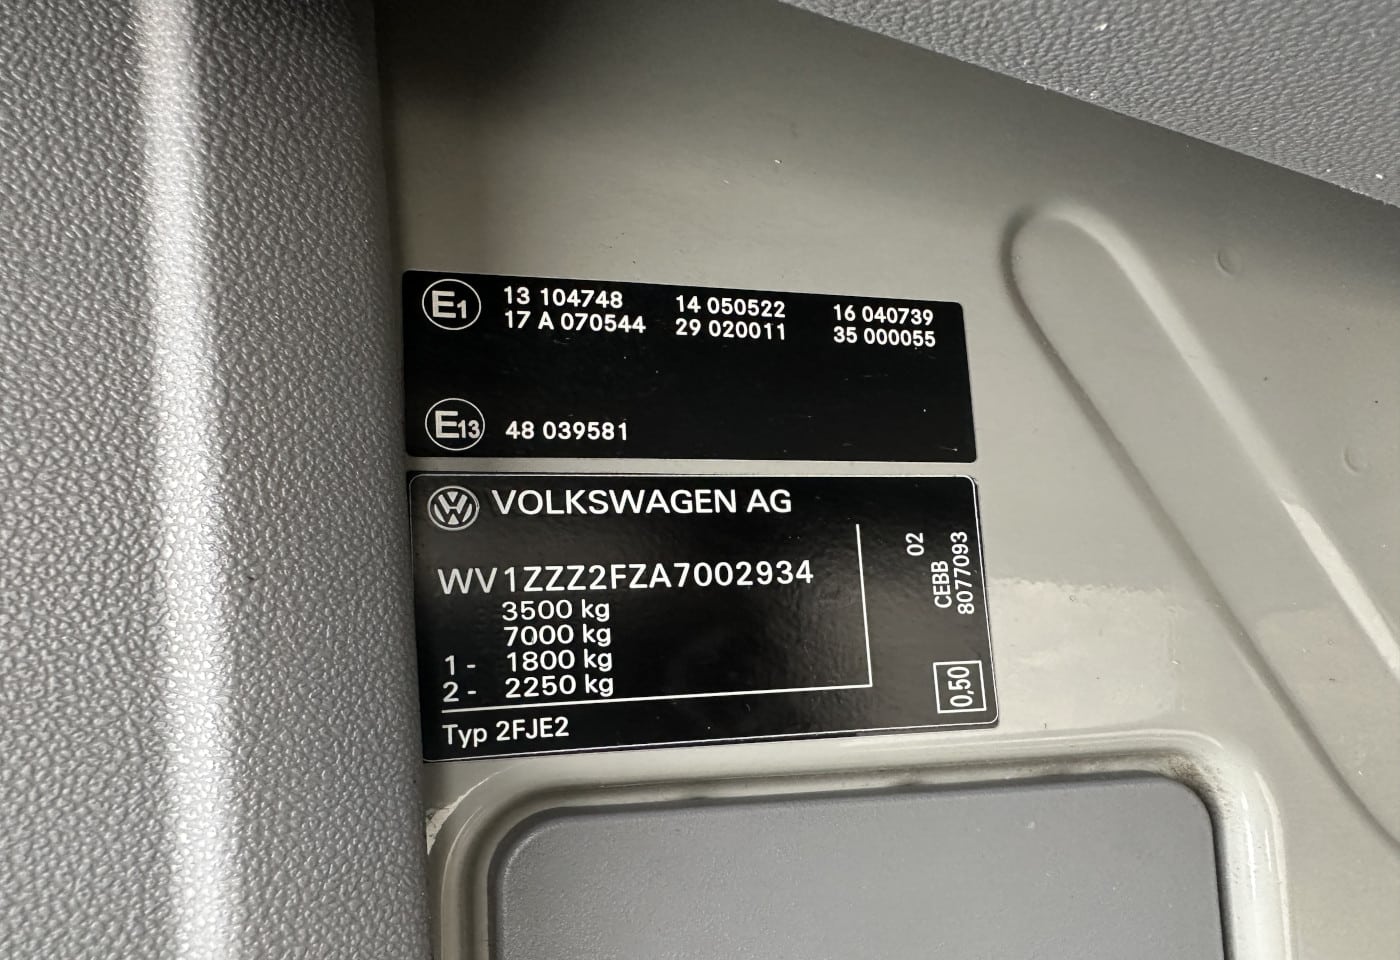 E1 13 104748 14 050522 16 040739
17 A 070544 29 020011 35 000055
E13 48 039581
VW VOLKSWAGEN AG
WV1ZZZ2FZA7002934
3500 kg
7000 kg
1 - 1800 kg
2 - 2250 kg
Typ 2FJE2
02
CEBB
8077093
0,50